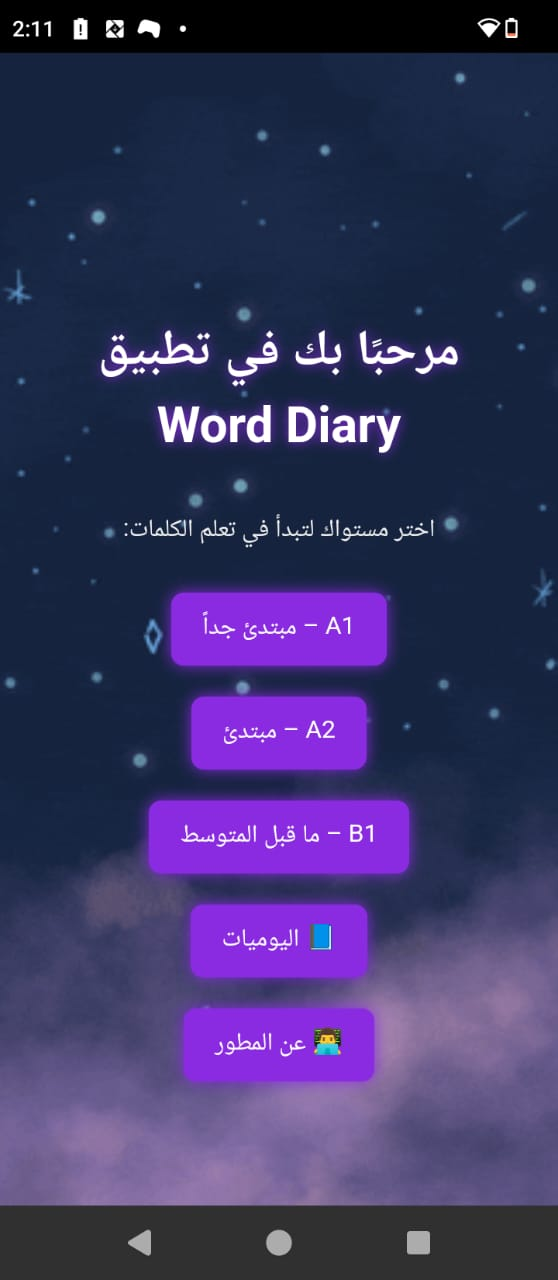 2:11
مرحبًا بك في تطبيق
Word Diary
اختر مستواك لتبدأ في تعلم الكلمات:
A1 – مبتدئ جداً
A2 – مبتدئ
B1 – ما قبل المتوسط
📘 اليوميات
👨‍💻 عن المطور